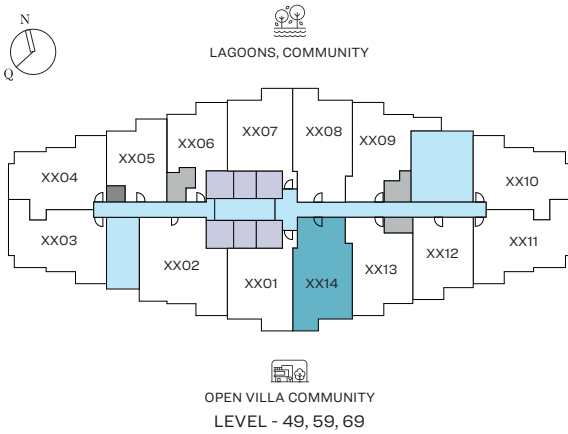 N
Q
LAGOONS, COMMUNITY
XX07
XX08
XX06
XX09
XX05
XX04
XX10
XX03
XX11
XX02
XX12
XX13
XX01
XX14
OPEN VILLA COMMUNITY
LEVEL - 49, 59, 69